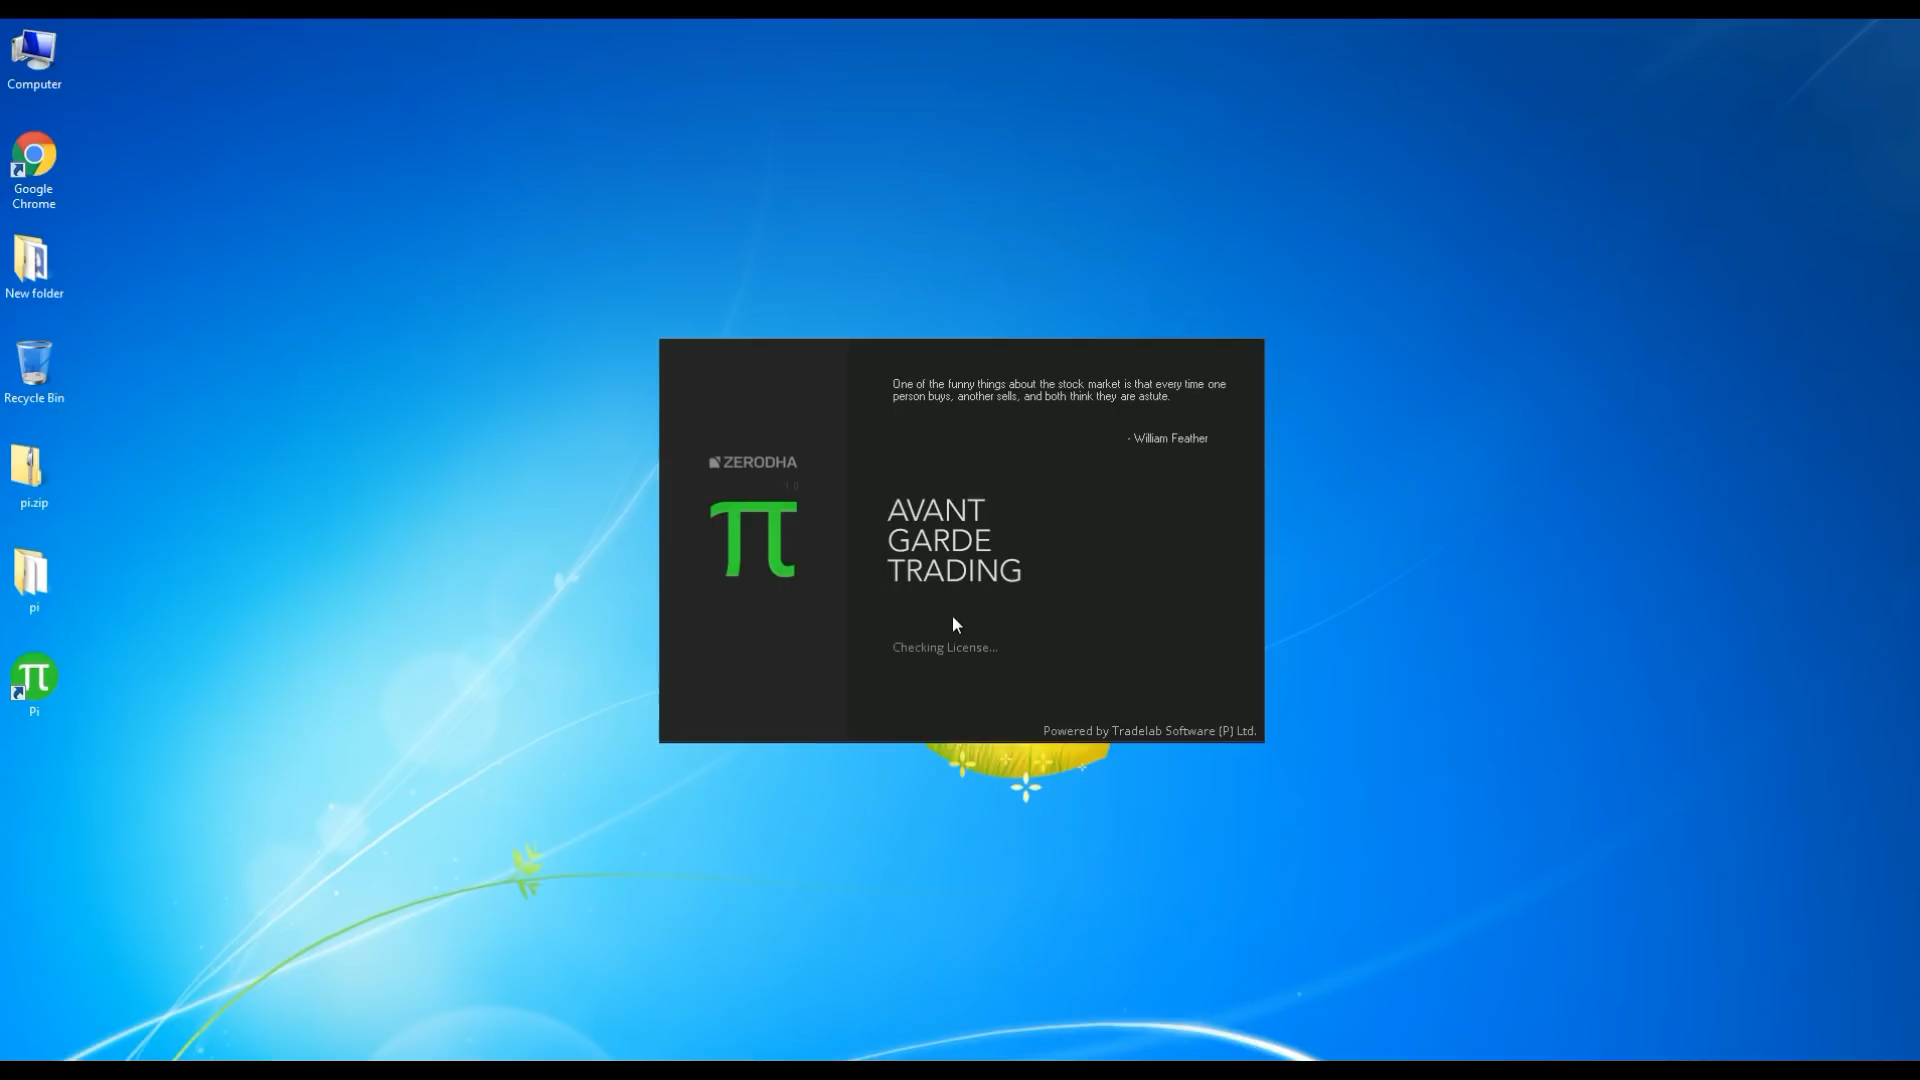 Computer
Google
Chrome
New folder
Recycle Bin
pi.zip
pi
Pi
One of the funny things about the stock market is that every time one
person buys, another sells, and both think they are astute.
- William Feather
ZERODHA
1.0
AVANT
GARDE
TRADING
Checking License...
Powered by Tradelab Software (P) Ltd.